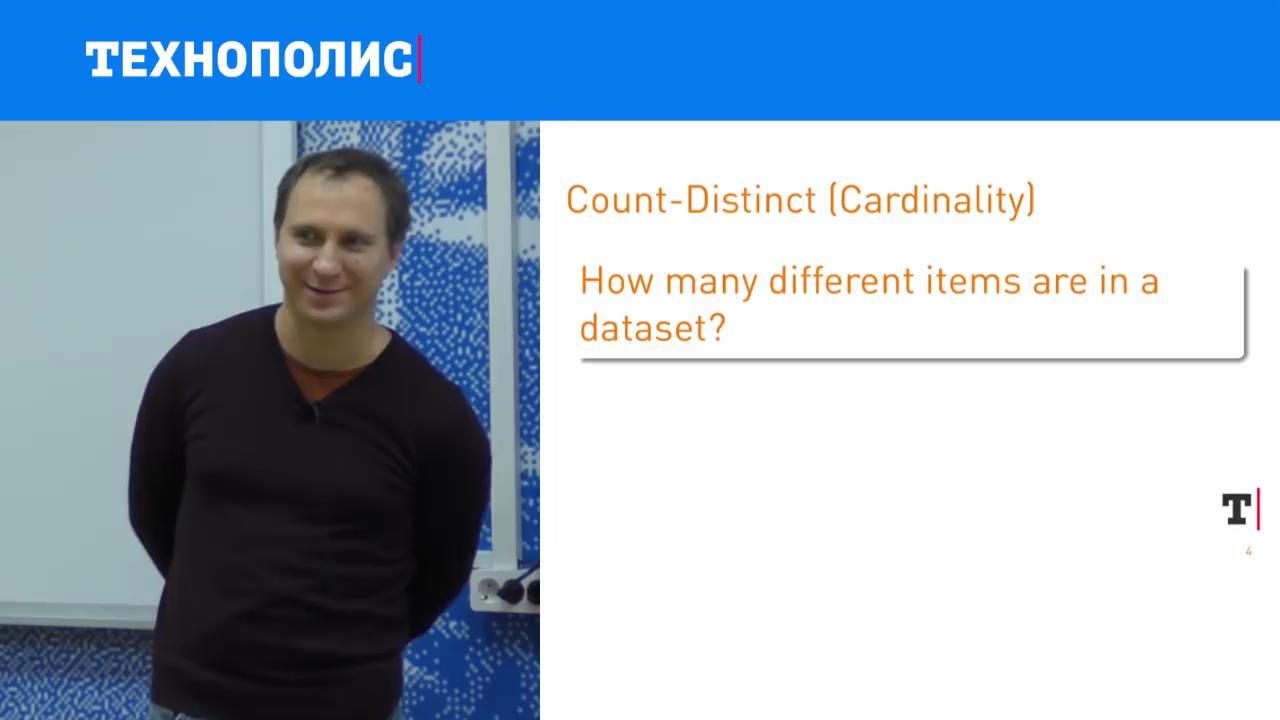 ТЕХНОПОЛИС
Count-Distinct (Cardinality)
How many different items are in a
dataset?
T
4